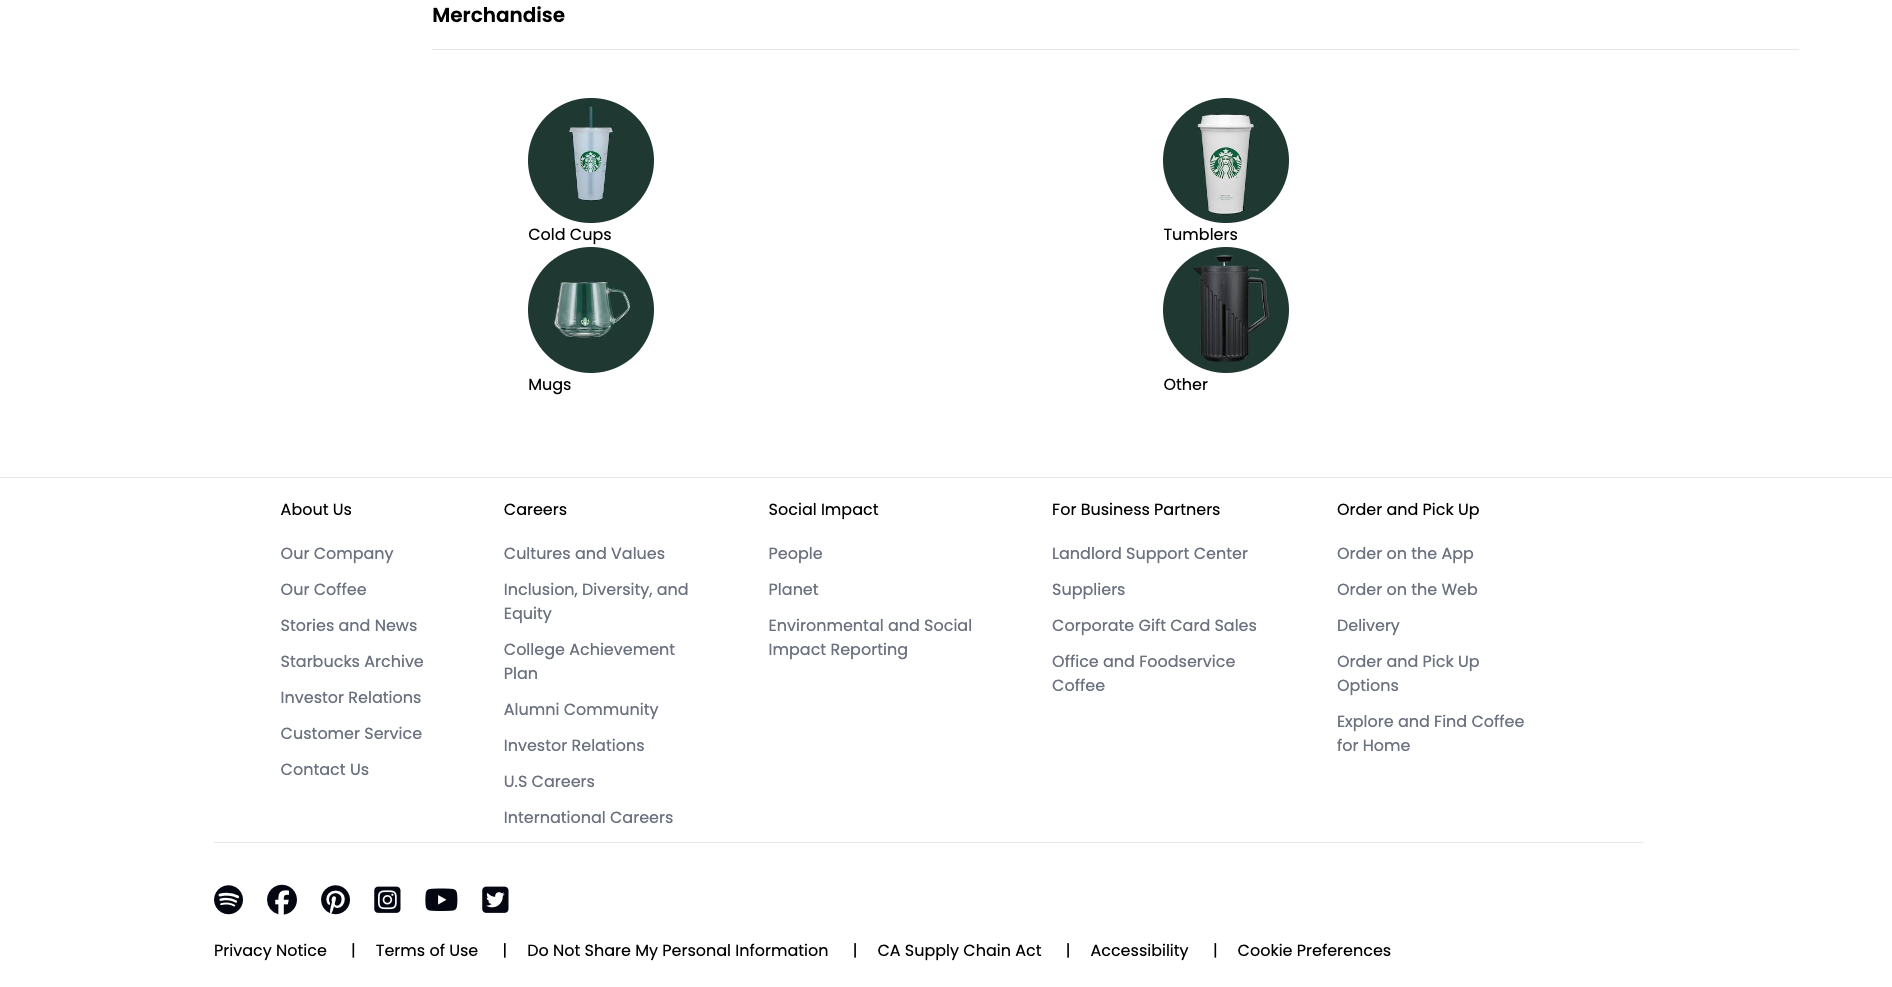 Merchandise
Cold Cups
Tumblers
Mugs
Other
About Us
Our Company
Our Coffee
Stories and News
Starbucks Archive
Investor Relations
Customer Service
Contact Us
Careers
Cultures and Values
Inclusion, Diversity, and
Equity
College Achievement
Plan
Alumni Community
Investor Relations
U.S Careers
International Careers
Social Impact
People
Planet
Environmental and Social
Impact Reporting
For Business Partners
Landlord Support Center
Suppliers
Corporate Gift Card Sales
Office and Foodservice
Coffee
Order and Pick Up
Order on the App
Order on the Web
Delivery
Order and Pick Up
Options
Explore and Find Coffee
for Home
Privacy Notice | Terms of Use | Do Not Share My Personal Information | CA Supply Chain Act | Accessibility | Cookie Preferences